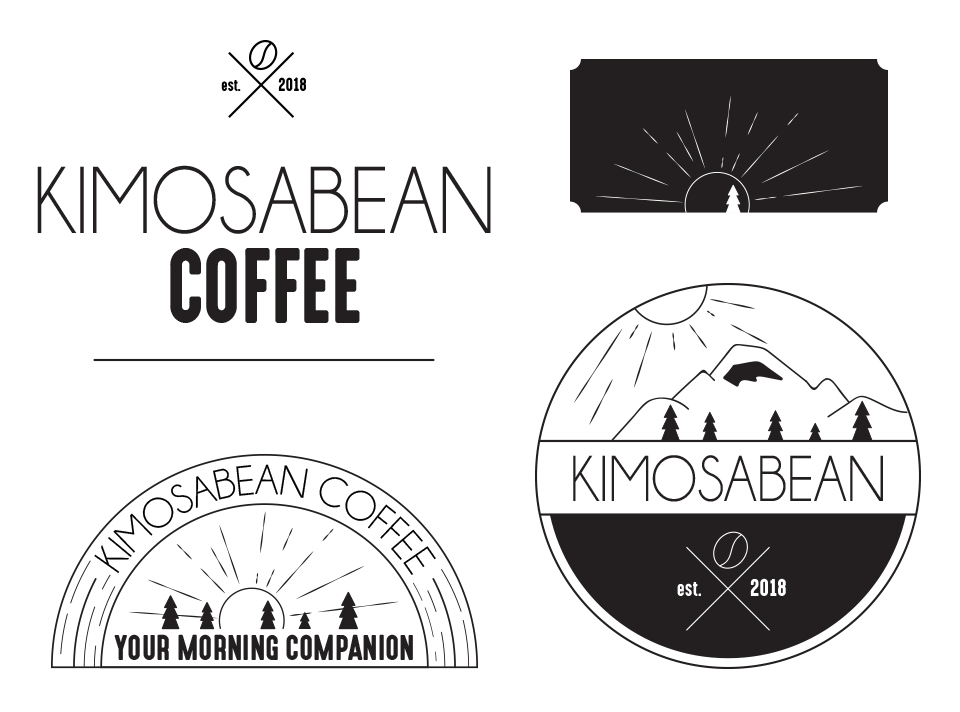 est. 2018
KIMOSABEAN
COFFEE
KIMOSABEAN COFFEE
YOUR MORNING COMPANION
KIMOSABEAN
est. 2018